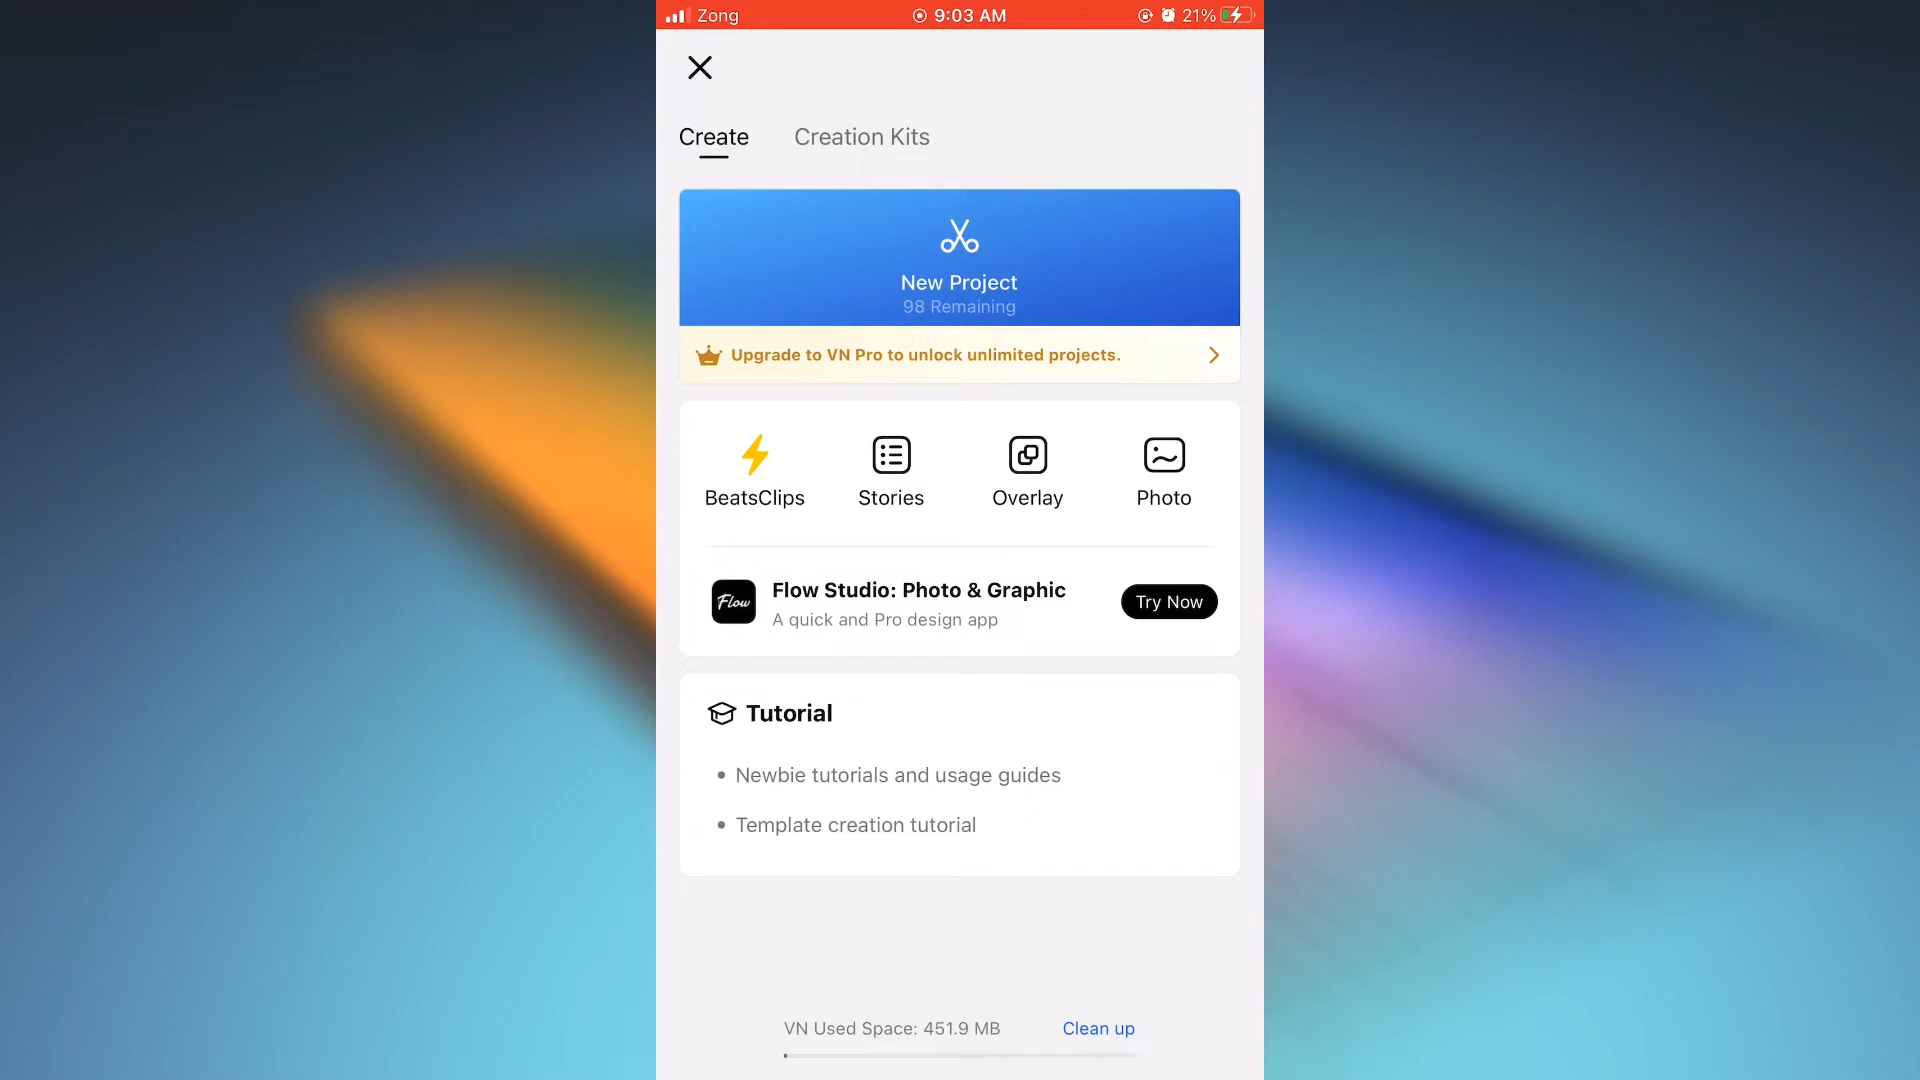 Zong
9:03 AM
21%
Create
Creation Kits
New Project
98 Remaining
Upgrade to VN Pro to unlock unlimited projects.
BeatsClips
Stories
Overlay
Photo
Flow
Flow Studio: Photo & Graphic
A quick and Pro design app
Try Now
Tutorial
• Newbie tutorials and usage guides
• Template creation tutorial
VN Used Space: 451.9 MB
Clean up